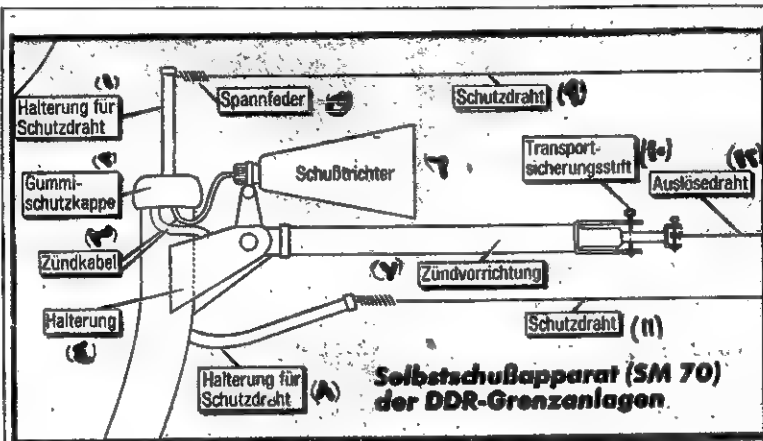 Halterung für
Schutzdraht
Spannfeder
Schutzdraht
Gummi-
schutzkappe
Schußtrichter
Transport-
sicherungsstift
Auslösedraht
Zündkabel
Zündvorrichtung
Halterung
Schutzdraht (11)
Halterung für
Schutzdraht
Selbstschußapparat (SM 70)
der DDR-Grenzanlagen